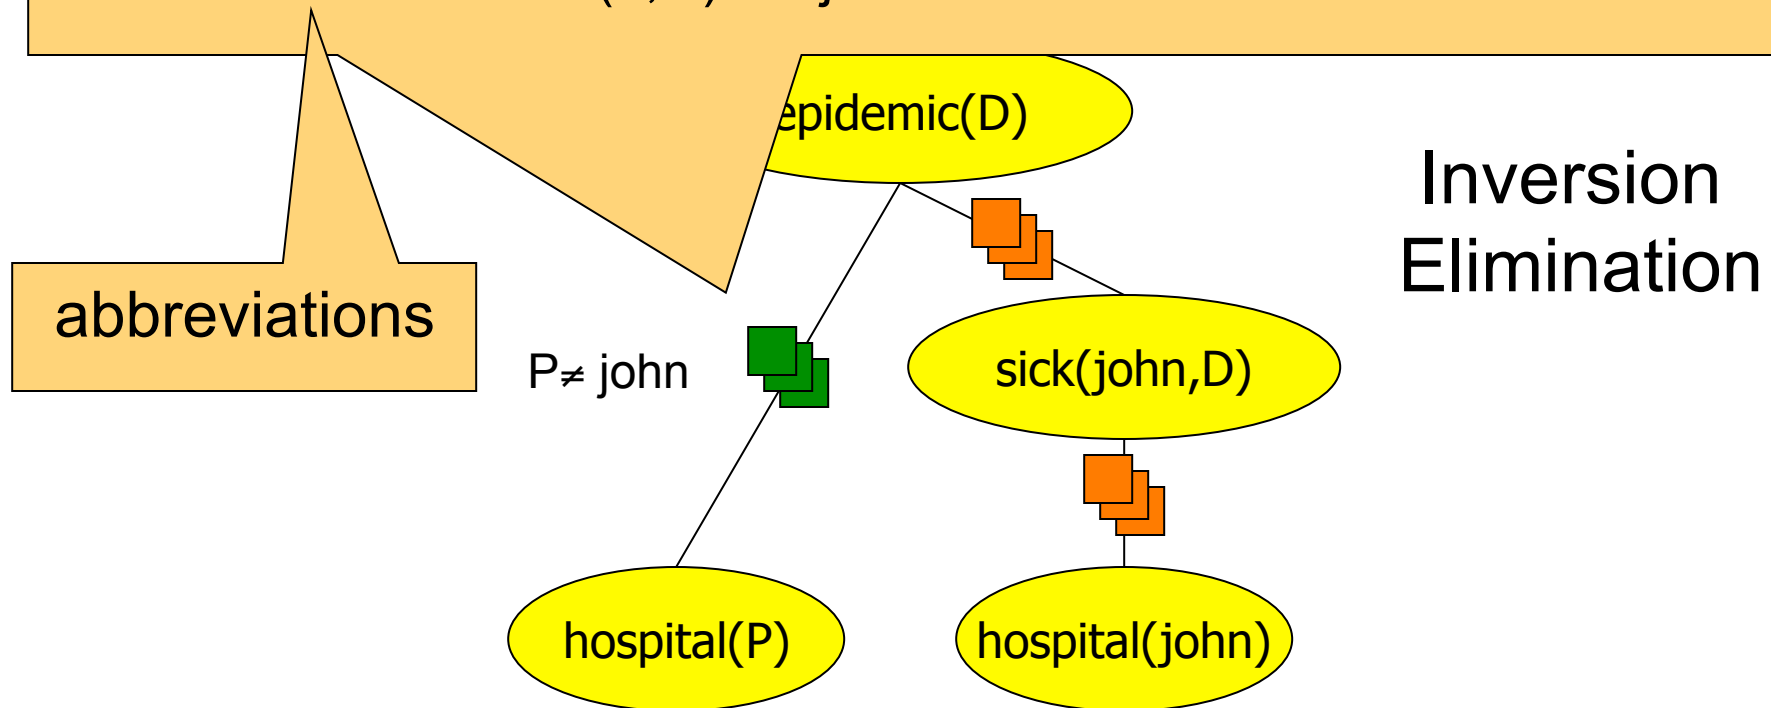 epidemic(D)
Inversion
Elimination
abbreviations
P≠ john
sick(john,D)
hospital(P)
hospital(john)